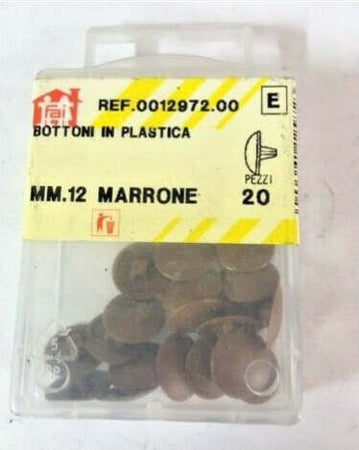 fai
REF.0012972.00
E
BOTTONI IN PLASTICA
PEZZI
MM.12 MARRONE
20